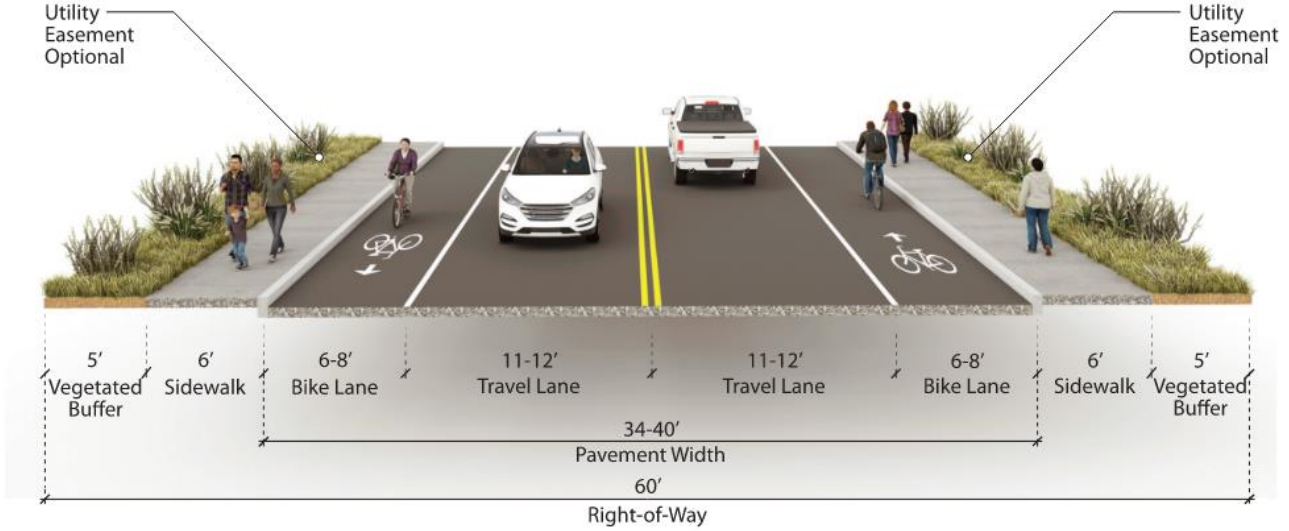 Utility
Easement
Optional
Utility
Easement
Optional
5’
Vegetated
Buffer
6’
Sidewalk
6-8’
Bike Lane
11-12’
Travel Lane
11-12’
Travel Lane
6-8’
Bike Lane
6’
Sidewalk
5’
Vegetated
Buffer
34-40’
Pavement Width
60’
Right-of-Way